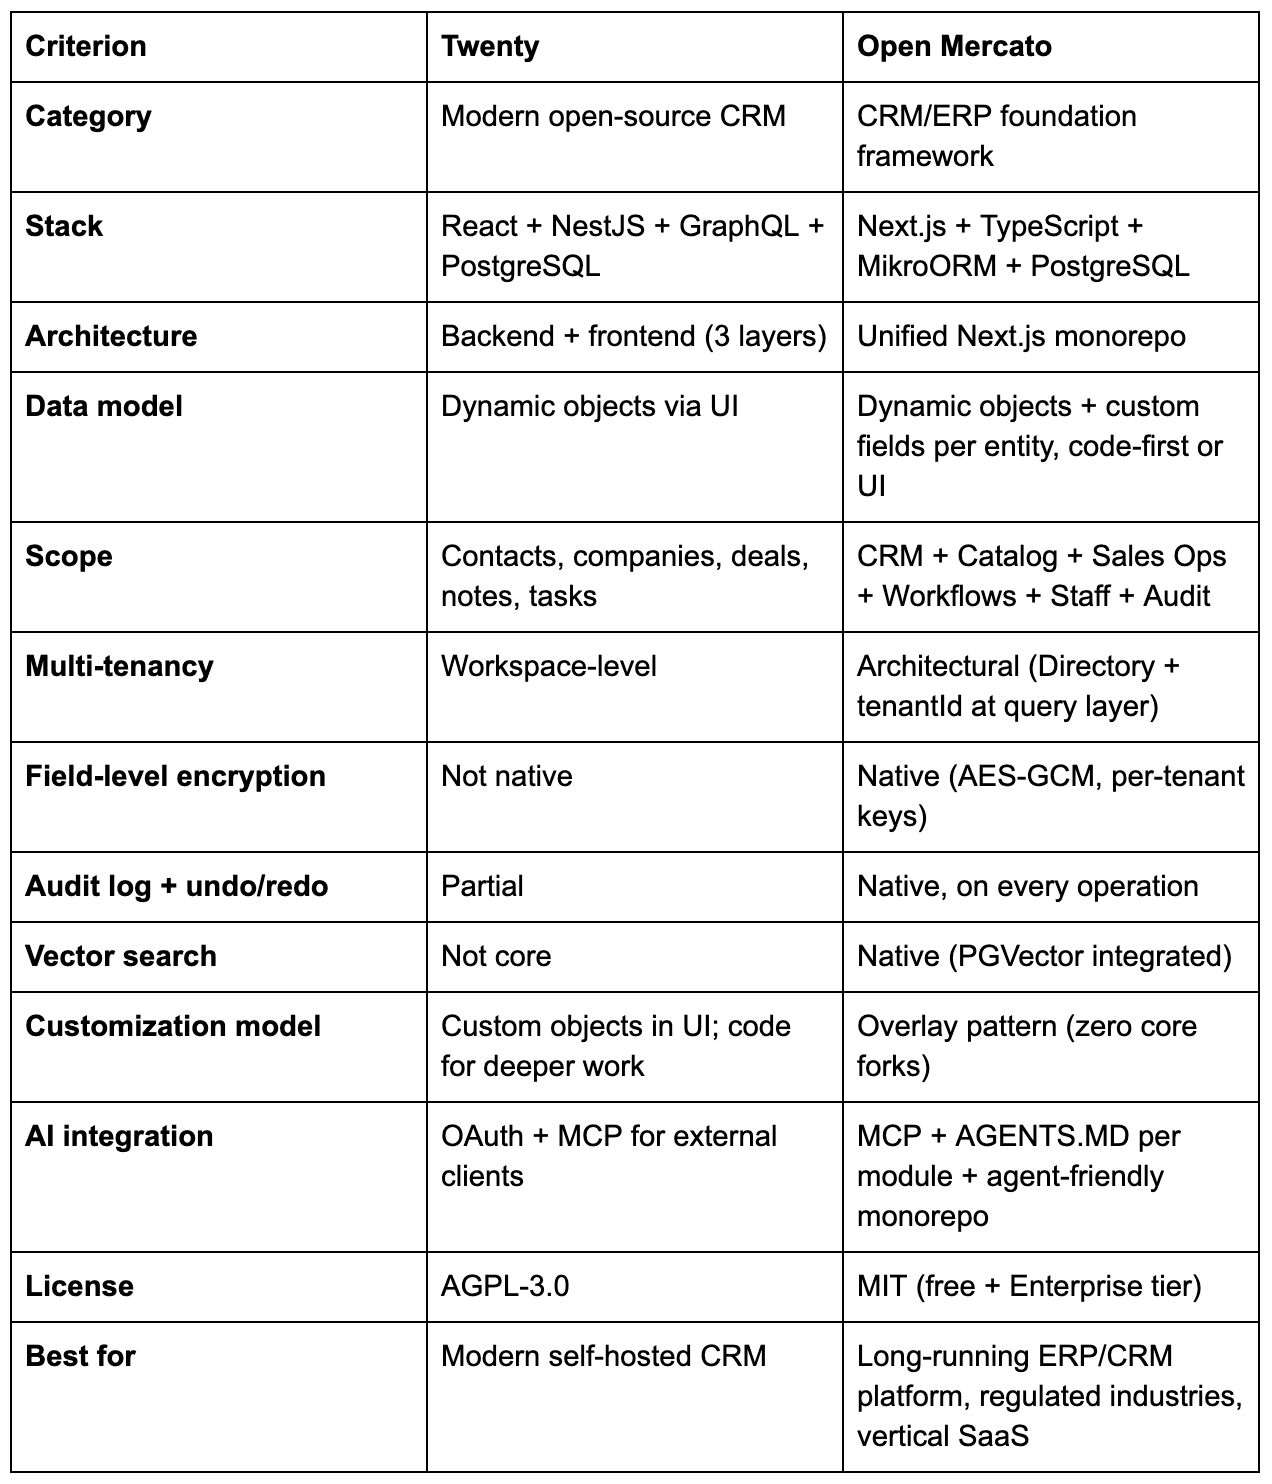 Criterion
Twenty
Open Mercato
Category
Modern open-source CRM
CRM/ERP foundation
framework
Stack
React + NestJS + GraphQL +
PostgreSQL
Next.js + TypeScript +
MikroORM + PostgreSQL
Architecture
Backend + frontend (3 layers)
Unified Next.js monorepo
Data model
Dynamic objects via UI
Dynamic objects + custom
fields per entity, code-first or
UI
Scope
Contacts, companies, deals,
notes, tasks
CRM + Catalog + Sales Ops
+ Workflows + Staff + Audit
Multi-tenancy
Workspace-level
Architectural (Directory +
tenantId at query layer)
Field-level encryption
Not native
Native (AES-GCM, per-tenant
keys)
Audit log + undo/redo
Partial
Native, on every operation
Vector search
Not core
Native (PGVector integrated)
Customization model
Custom objects in UI; code
for deeper work
Overlay pattern (zero core
forks)
AI integration
OAuth + MCP for external
clients
MCP + AGENTS.MD per
module + agent-friendly
monorepo
License
AGPL-3.0
MIT (free + Enterprise tier)
Best for
Modern self-hosted CRM
Long-running ERP/CRM
platform, regulated industries,
vertical SaaS